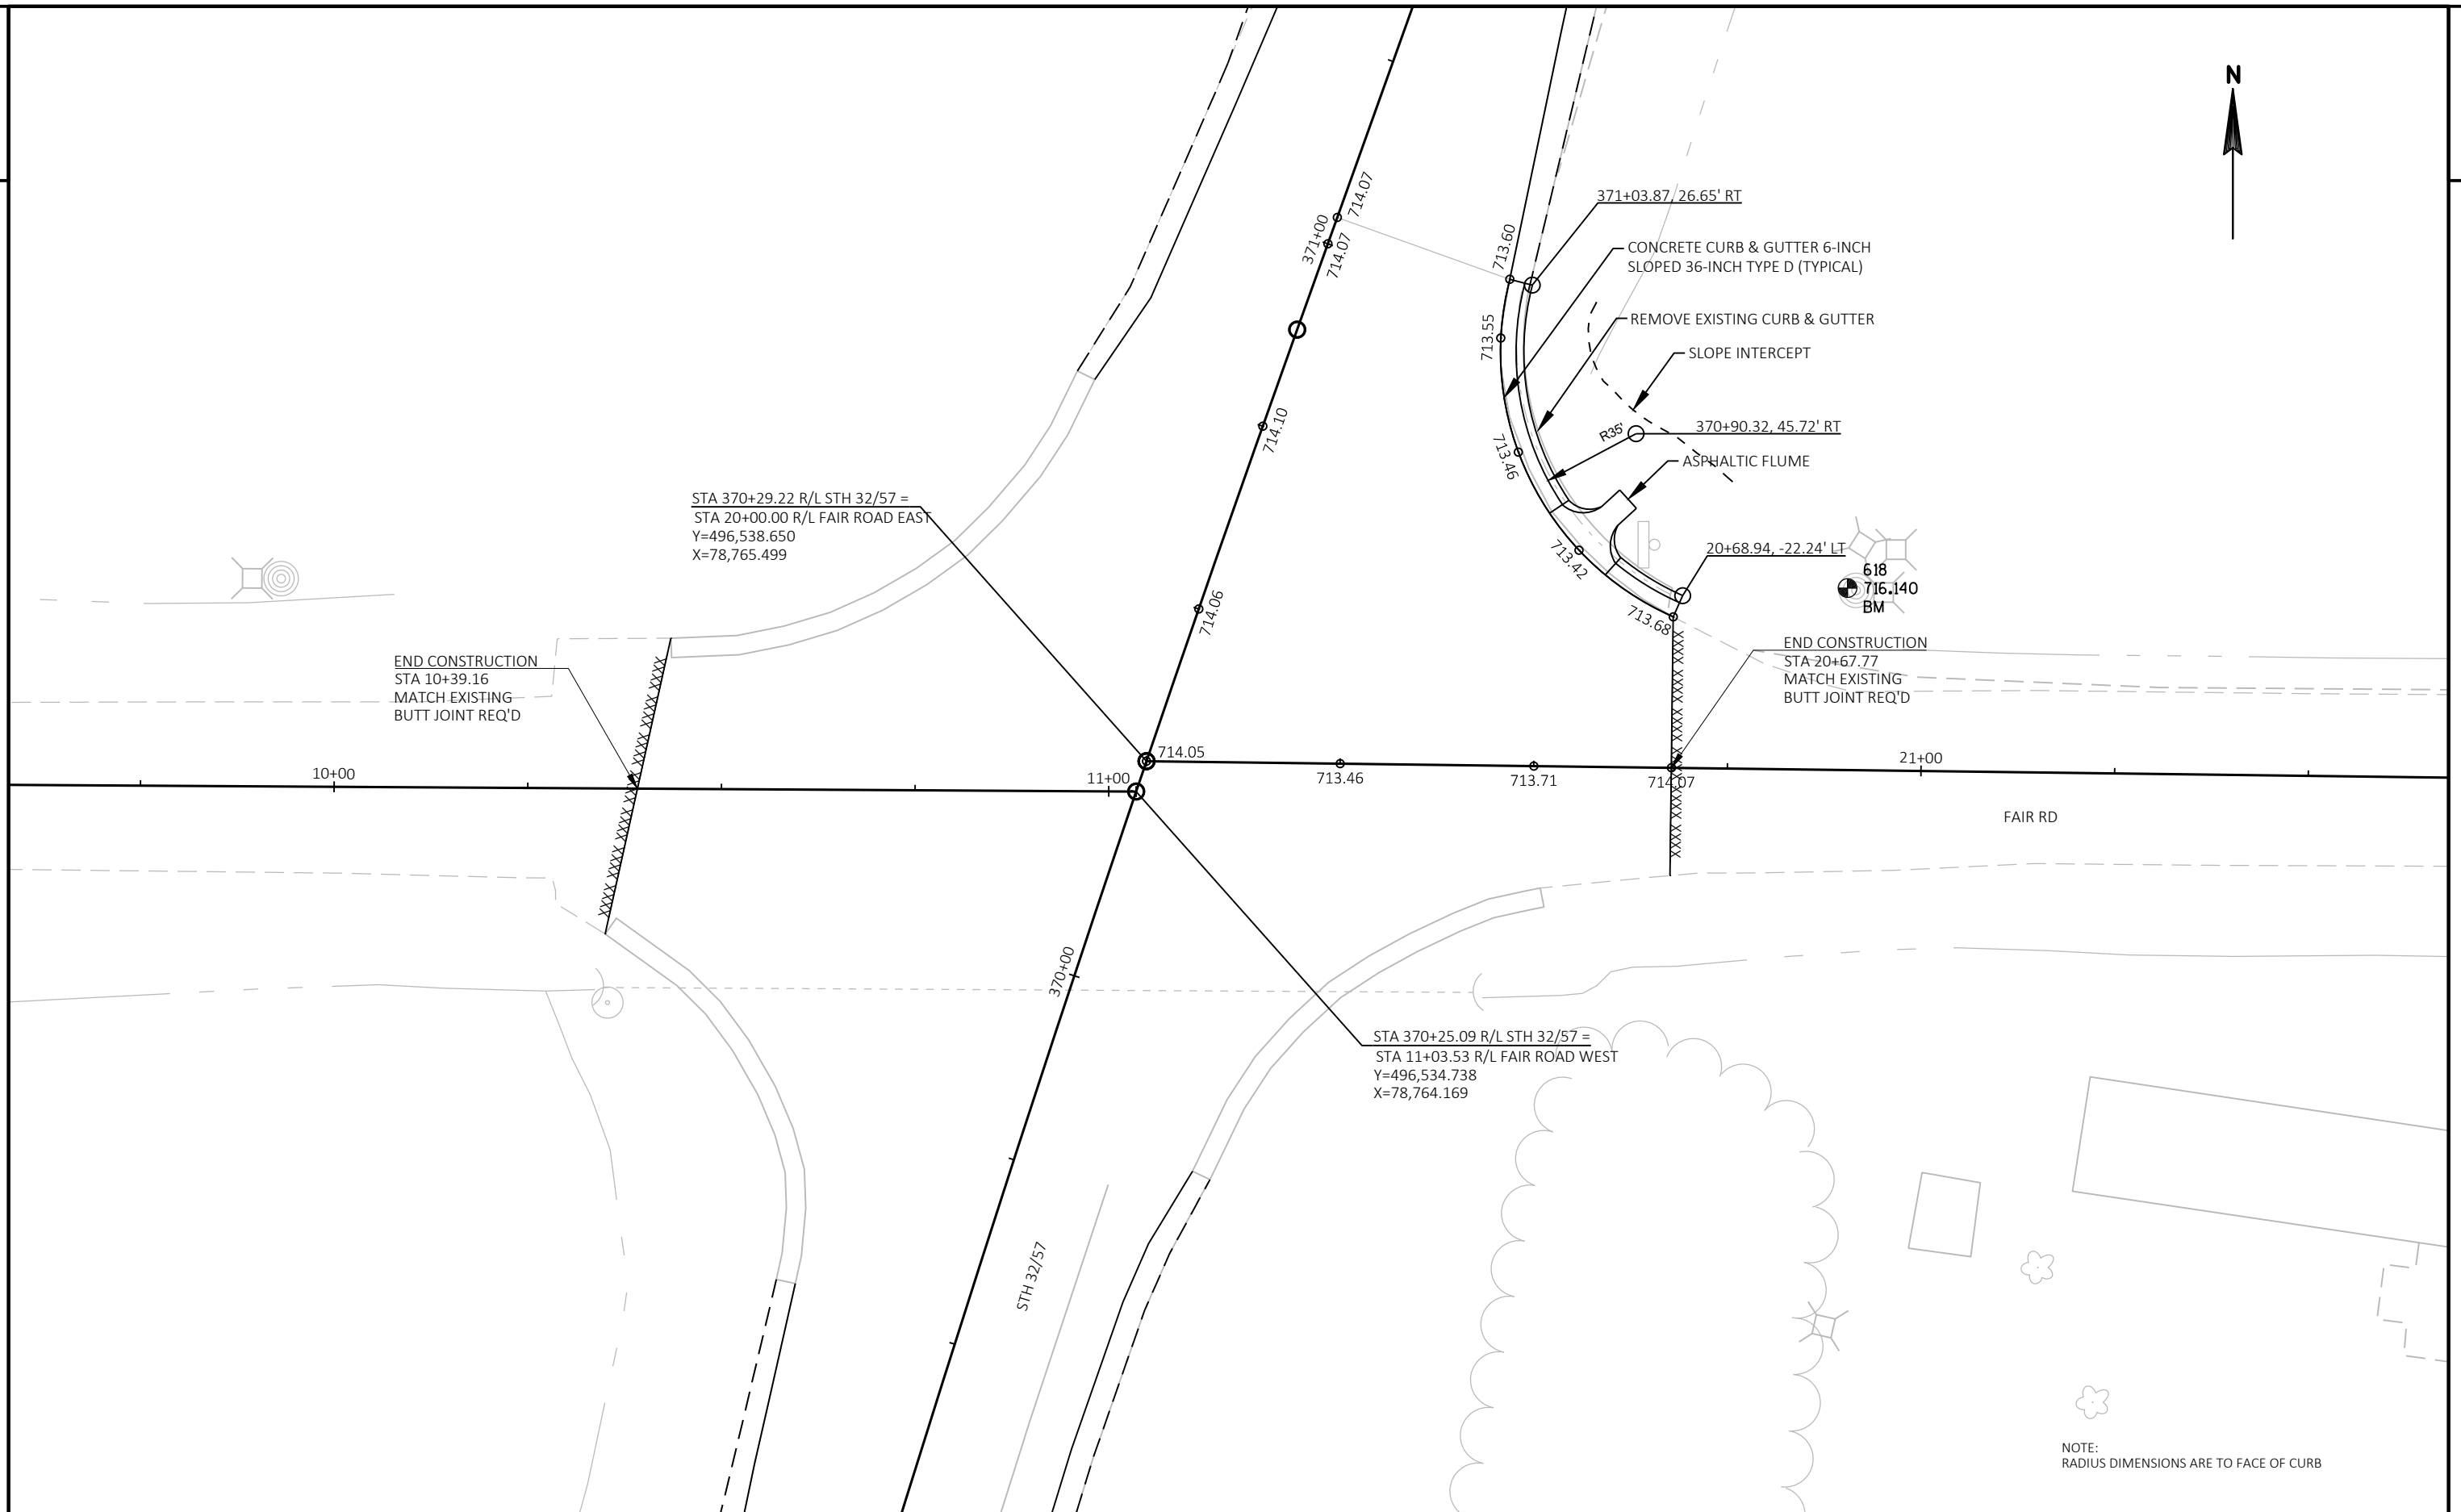 N
371+03.87, 26.65' RT
714.07
371+00
714.07
713.60
CONCRETE CURB & GUTTER 6-INCH
SLOPED 36-INCH TYPE D (TYPICAL)
713.55
REMOVE EXISTING CURB & GUTTER
SLOPE INTERCEPT
714.10
R35'
370+90.32, 45.72' RT
713.46
ASPHALTIC FLUME
STA 370+29.22 R/L STH 32/57 =
STA 20+00.00 R/L FAIR ROAD EAST
Y=496,538.650
X=78,765.499
713.42
20+68.94, -22.24' LT
618
716.140
BM
714.06
713.68
END CONSTRUCTION
STA 10+39.16
MATCH EXISTING
BUTT JOINT REQ'D
END CONSTRUCTION
STA 20+67.77
MATCH EXISTING
BUTT JOINT REQ'D
10+00
11+00
714.05
713.46
713.71
714.07
21+00
FAIR RD
370+00
STA 370+25.09 R/L STH 32/57 =
STA 11+03.53 R/L FAIR ROAD WEST
Y=496,534.738
X=78,764.169
STH 32/57
NOTE:
RADIUS DIMENSIONS ARE TO FACE OF CURB